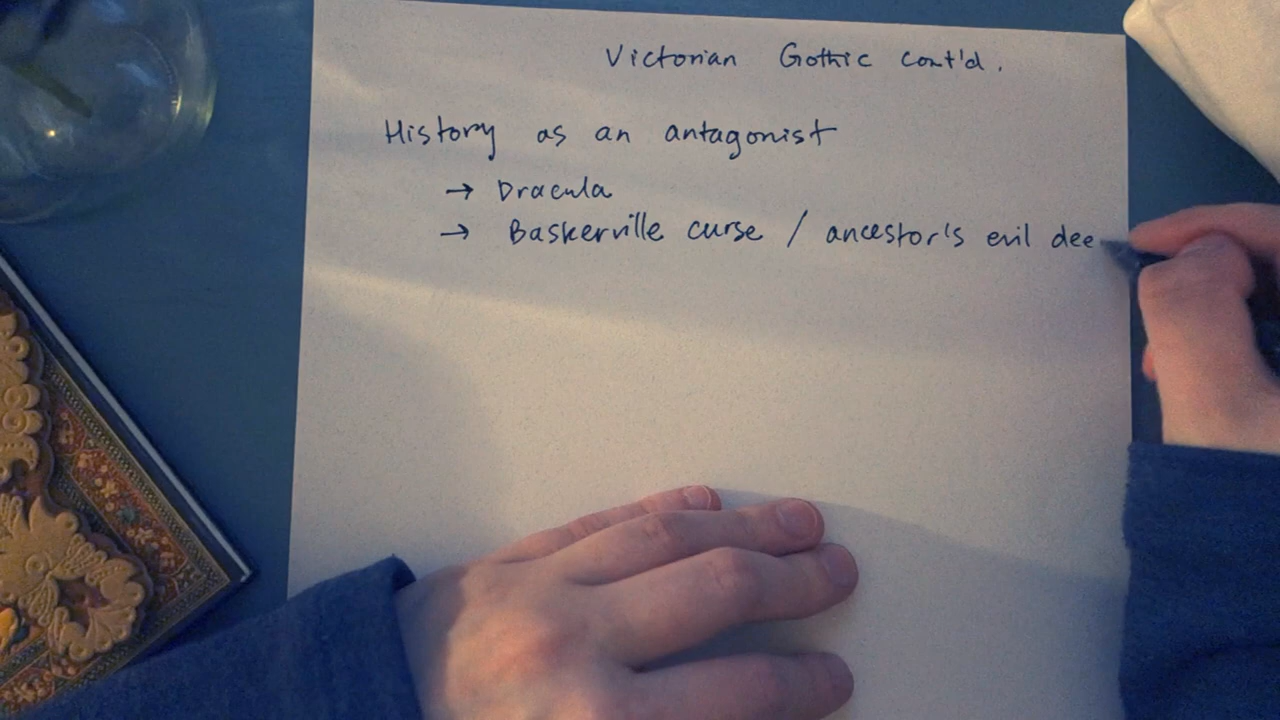 Victorian Gothic cont'd.
History as an antagonist
→ Dracula
→ Baskerville curse / ancestor's evil dee